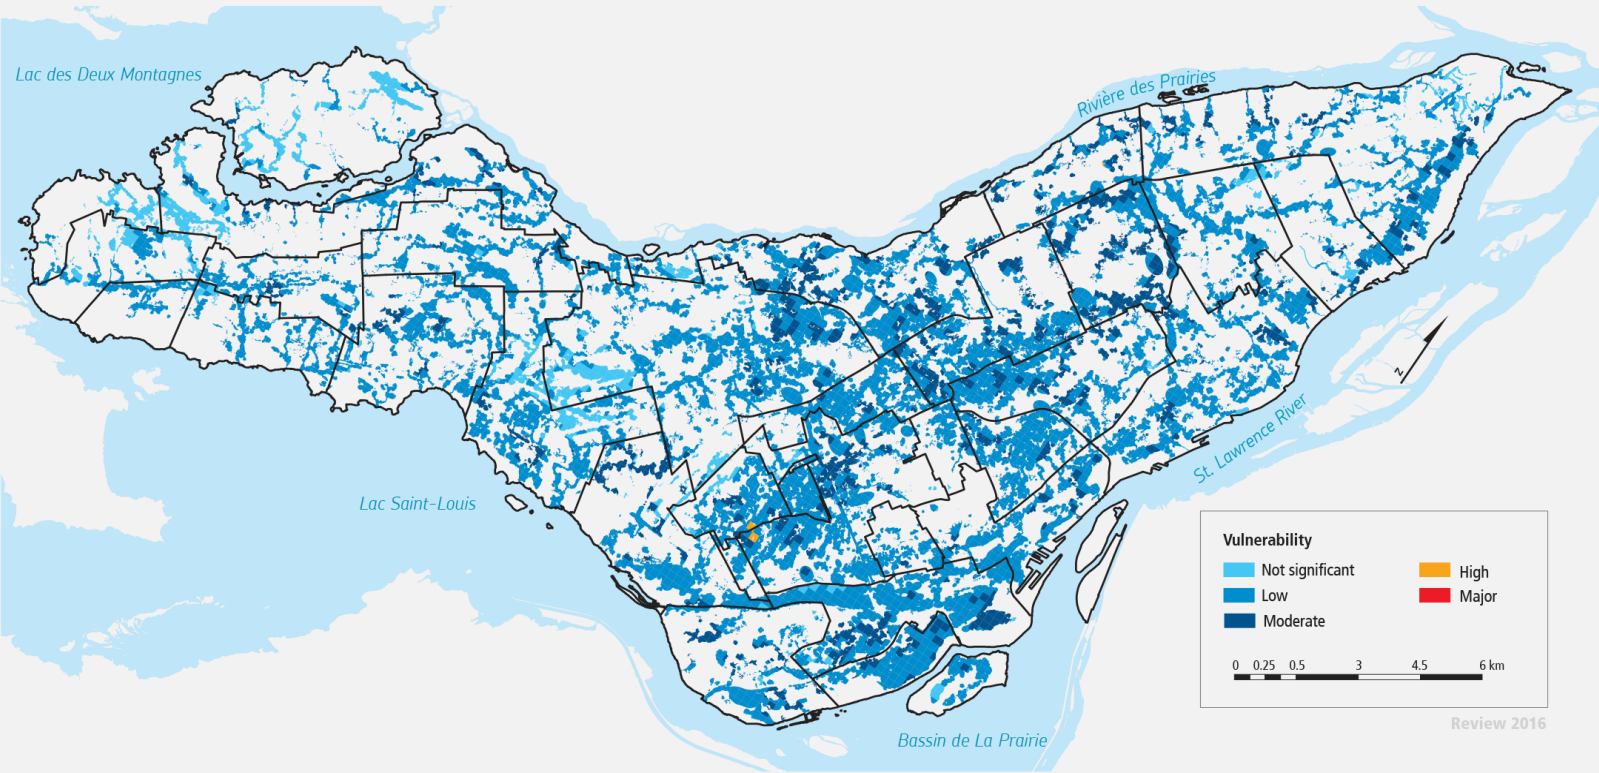 Lac des Deux Montagnes
Rivière des Prairies
N
St. Lawrence River
Lac Saint-Louis
Bassin de La Prairie
Vulnerability
Not significant
Low
Moderate
High
Major
0 0.25 0.5 3 4.5 6 km
Review 2016